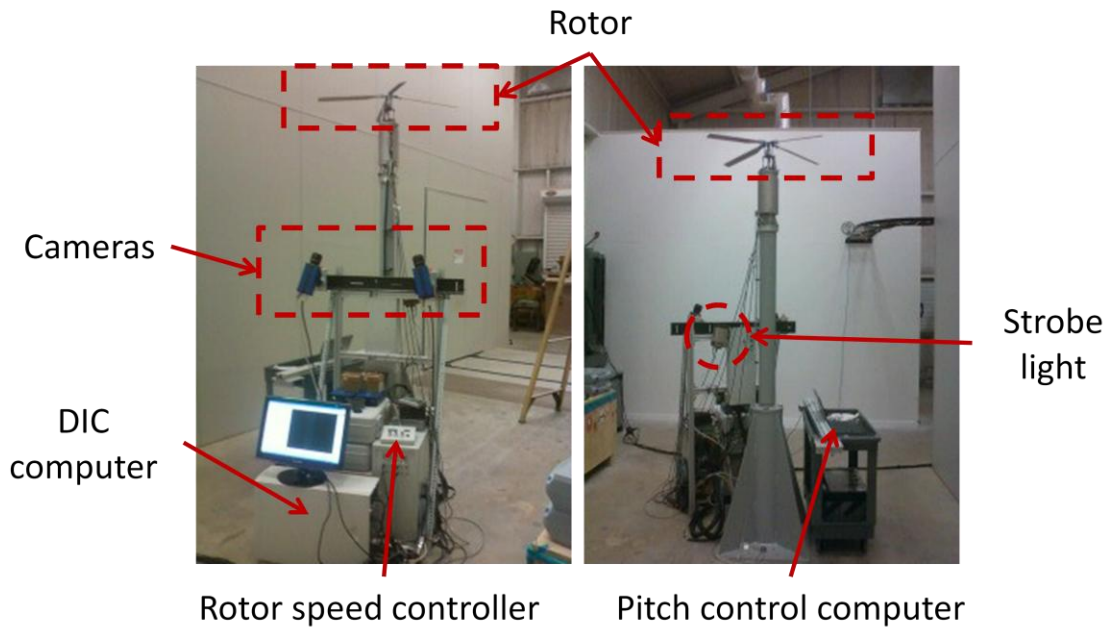 Rotor
Cameras
Strobe
light
DIC
computer
Rotor speed controller
Pitch control computer